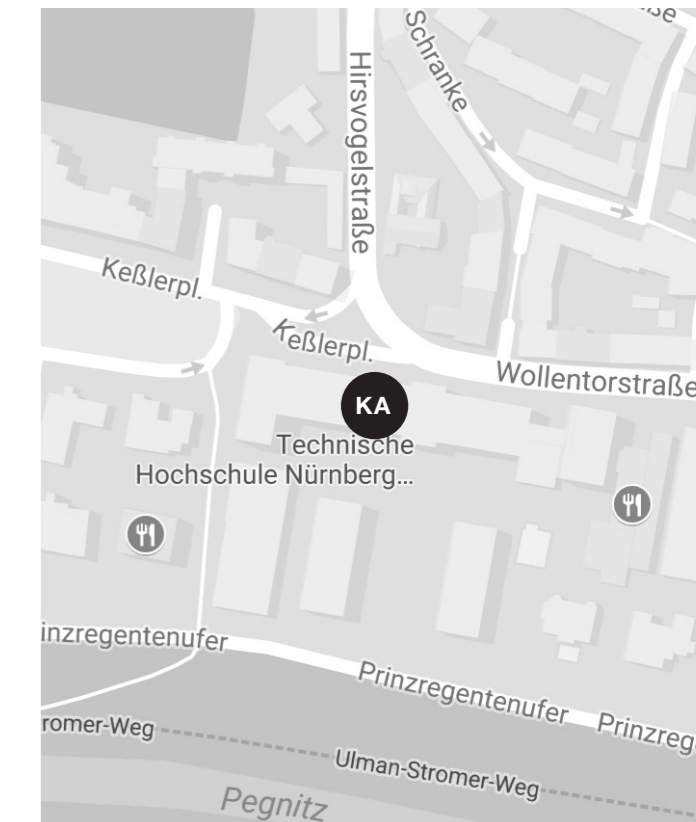 Schranke
Hirsvogelstraße
Keßlerpl.
Keßlerpl.
Wollentorstraße
KA
Technische
Hochschule Nürnberg...
inzregentenufer
Prinzregentenufer
Prinzreg
romer-Weg
Ulman-Stromer-Weg
Pegnitz